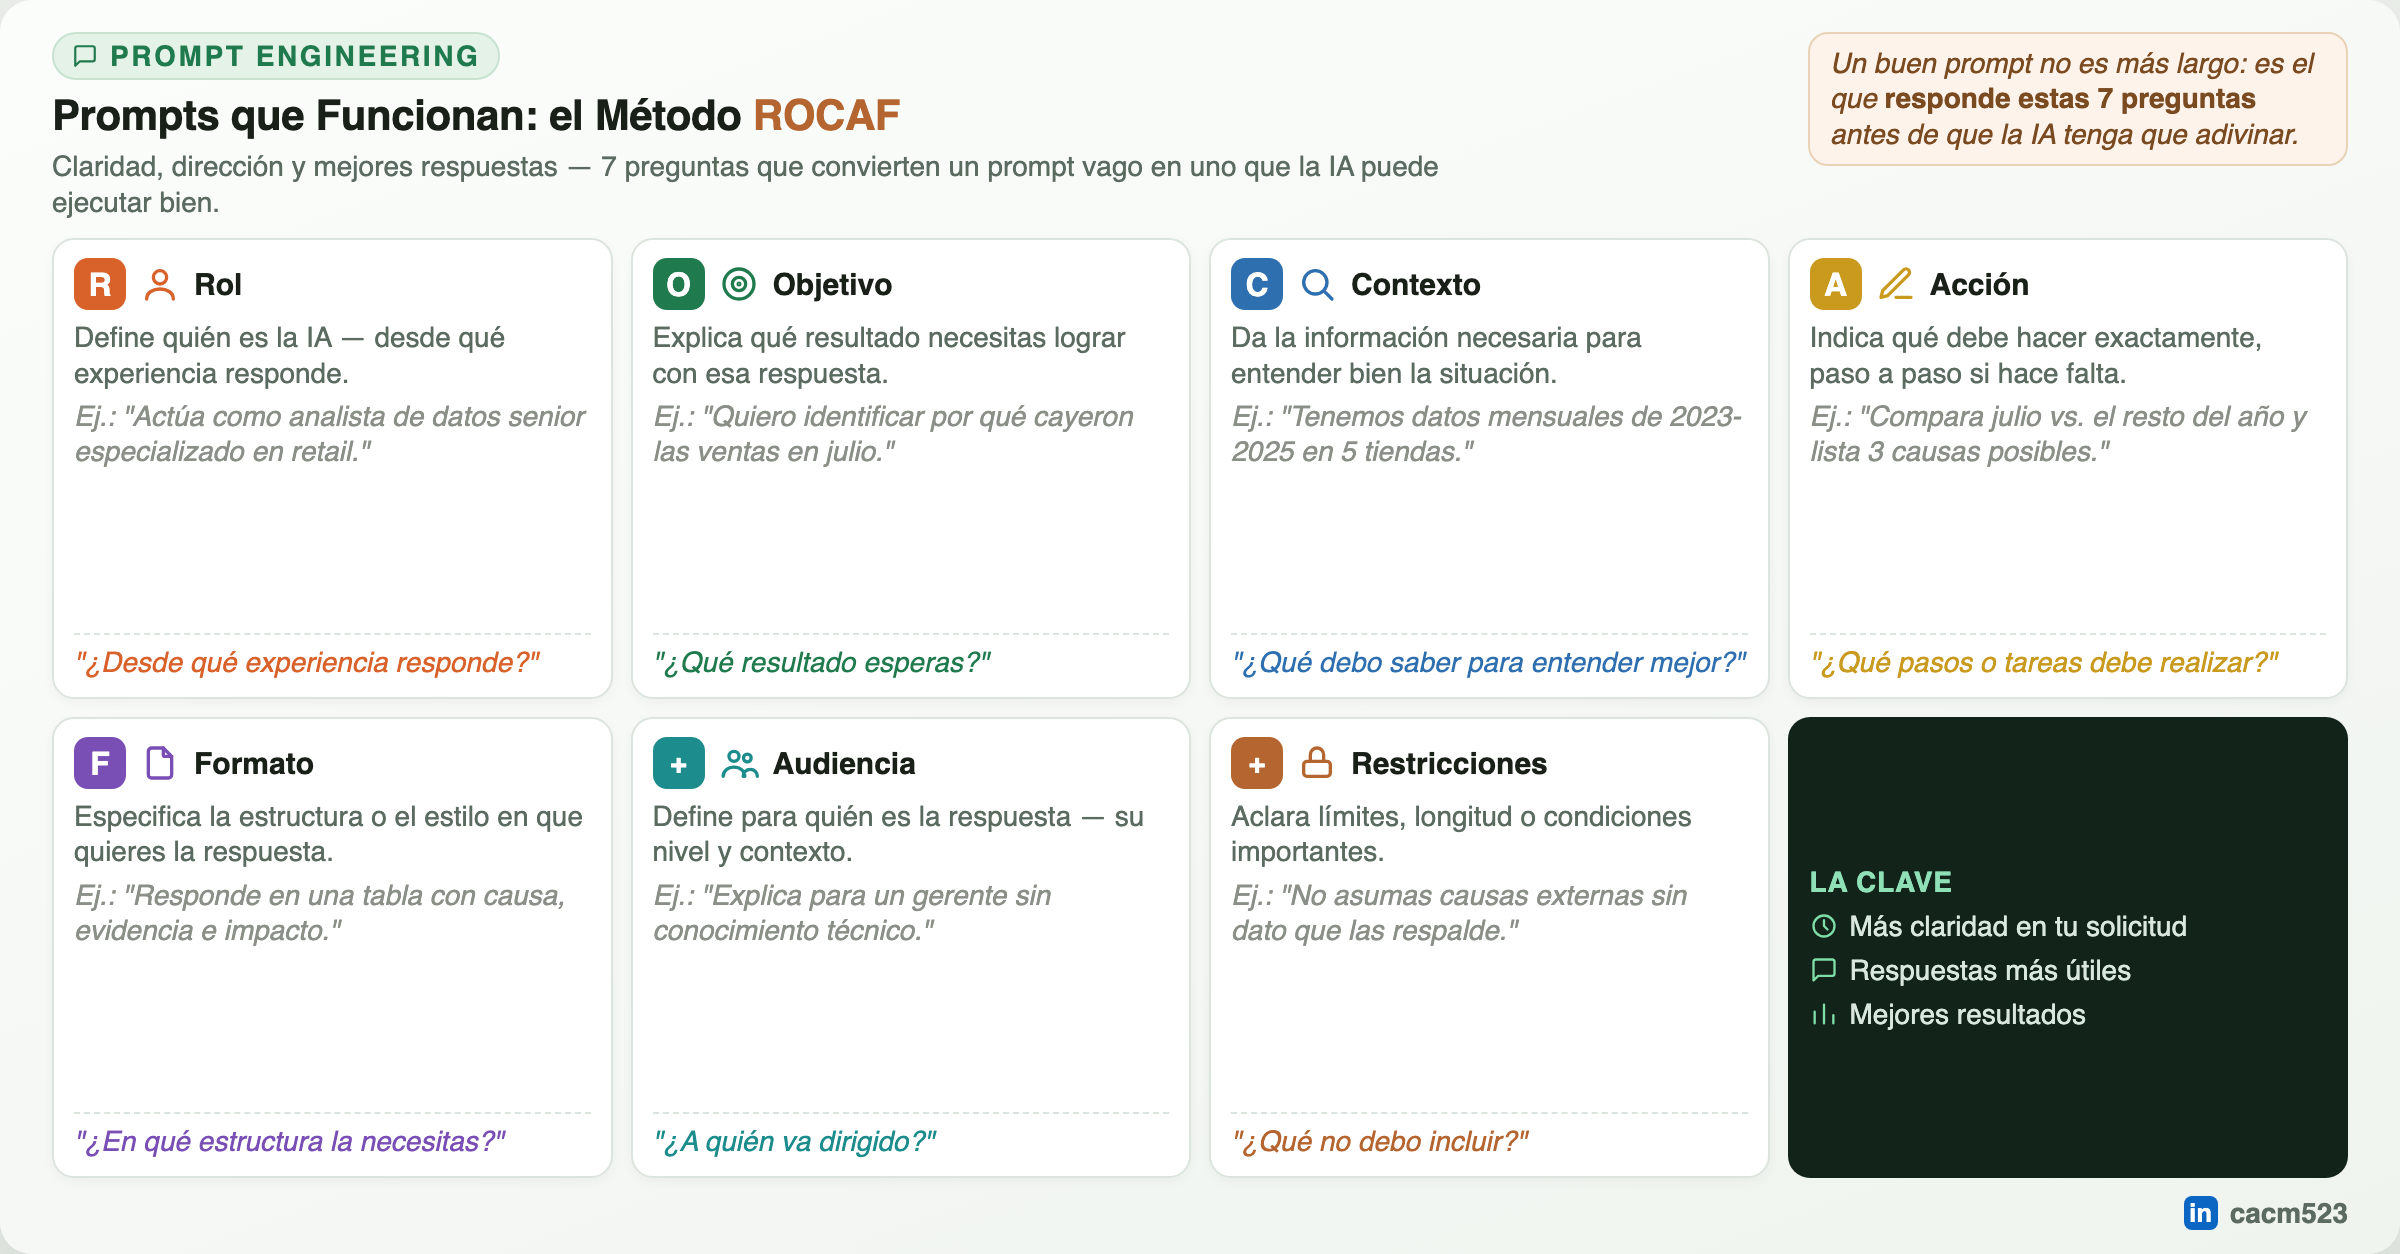 PROMPT ENGINEERING
Prompts que Funcionan: el Método ROCAF
Claridad, dirección y mejores respuestas — 7 preguntas que convierten un prompt vago en uno que la IA puede
ejecutar bien.
Un buen prompt no es más largo: es el
que responde estas 7 preguntas
antes de que la IA tenga que adivinar.
R Rol
Define quién es la IA — desde qué
experiencia responde.
Ej.: "Actúa como analista de datos senior
especializado en retail."
"¿Desde qué experiencia responde?"
O Objetivo
Explica qué resultado necesitas lograr
con esa respuesta.
Ej.: "Quiero identificar por qué cayeron
las ventas en julio."
"¿Qué resultado esperas?"
C Contexto
Da la información necesaria para
entender bien la situación.
Ej.: "Tenemos datos mensuales de 2023-
2025 en 5 tiendas."
"¿Qué debo saber para entender mejor?"
A Acción
Indica qué debe hacer exactamente,
paso a paso si hace falta.
Ej.: "Compara julio vs. el resto del año y
lista 3 causas posibles."
"¿Qué pasos o tareas debe realizar?"
F Formato
Especifica la estructura o el estilo en que
quieres la respuesta.
Ej.: "Responde en una tabla con causa,
evidencia e impacto."
"¿En qué estructura la necesitas?"
+ Audiencia
Define para quién es la respuesta — su
nivel y contexto.
Ej.: "Explica para un gerente sin
conocimiento técnico."
"¿A quién va dirigido?"
+ Restricciones
Aclara límites, longitud o condiciones
importantes.
Ej.: "No asumas causas externas sin
dato que las respalde."
"¿Qué no debo incluir?"
LA CLAVE
Más claridad en tu solicitud
Respuestas más útiles
Mejores resultados
in cacm523